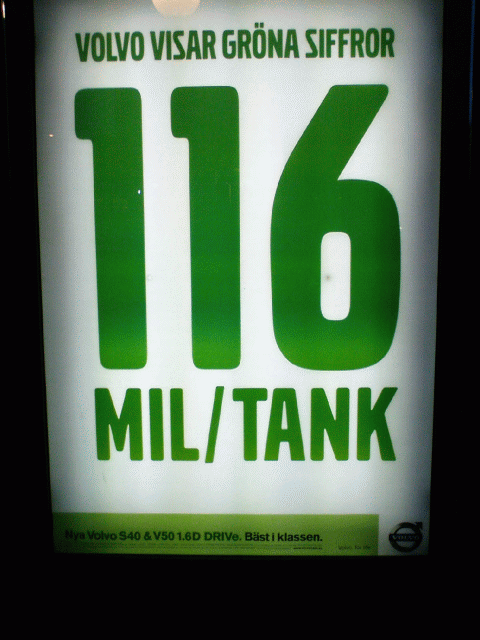 VOLVO VISAR GRÖNA SIFFROR
116
MIL/TANK
Nya Volvo S40 & V50 1.6D DRIVe. Bäst i klassen.
VOLVO